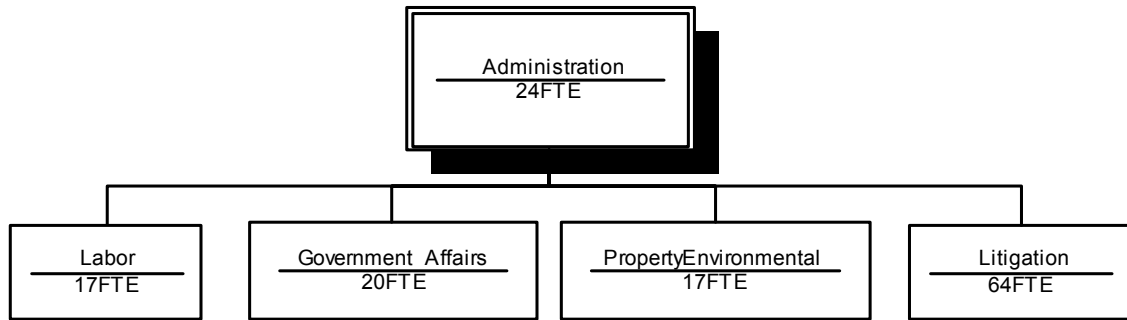 Administration
24FTE
Labor
17FTE
Government Affairs
20FTE
PropertyEnvironmental
17FTE
Litigation
64FTE